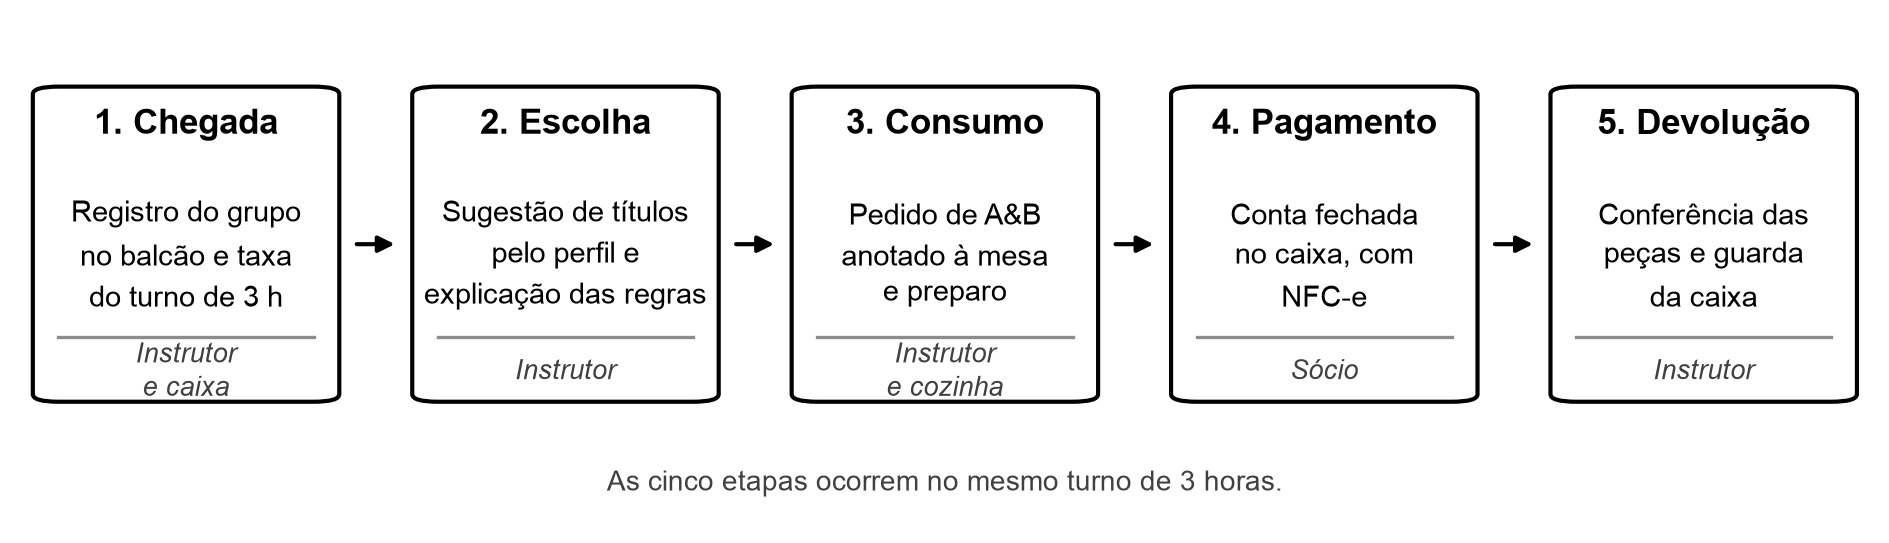 1. Chegada
Registro do grupo
no balcão e taxa
do turno de 3 h
Instrutor
e caixa
2. Escolha
Sugestão de títulos
pelo perfil e
explicação das regras
Instrutor
3. Consumo
Pedido de A&B
anotado à mesa
e preparo
Instrutor
e cozinha
4. Pagamento
Conta fechada
no caixa, com
NFC-e
Sócio
5. Devolução
Conferência das
peças e guarda
da caixa
Instrutor
As cinco etapas ocorrem no mesmo turno de 3 horas.